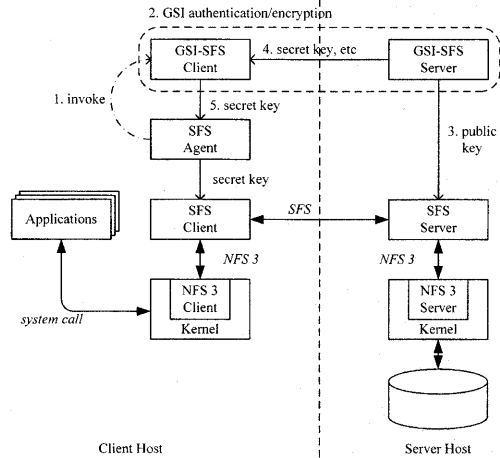 2. GSI authentication/encryption
GSI-SFS
Client
4. secret key, etc
GSI-SFS
Server
1. invoke
5. secret key
3. public
key
SFS
Agent
secret key
Applications
SFS
Client
SFS
SFS
Server
NFS 3
NFS 3
NFS 3
Client
Kernel
NFS 3
Server
Kernel
system call
Client Host
Server Host